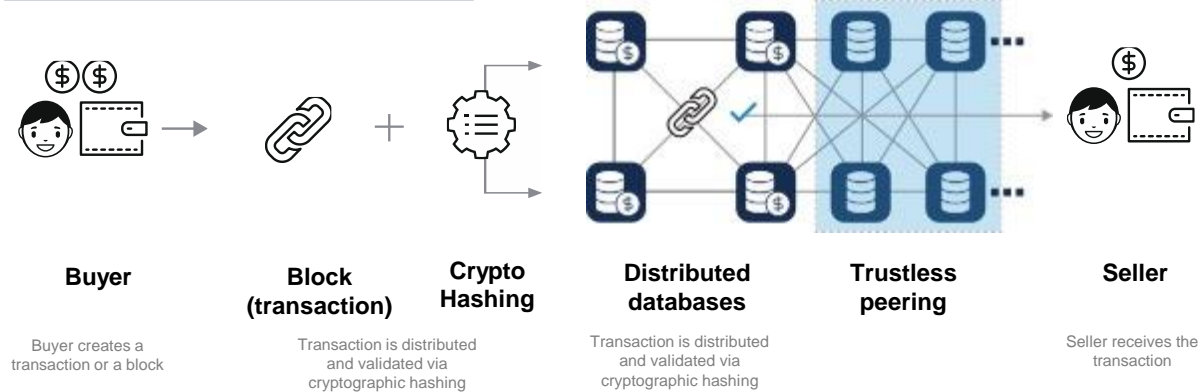 Buyer
Block
(transaction)
Crypto
Hashing
Distributed
databases
Trustless
peering
Seller
Buyer creates a
transaction or a block
Transaction is distributed
and validated via
cryptographic hashing
Transaction is distributed
and validated via
cryptographic hashing
Seller receives the
transaction